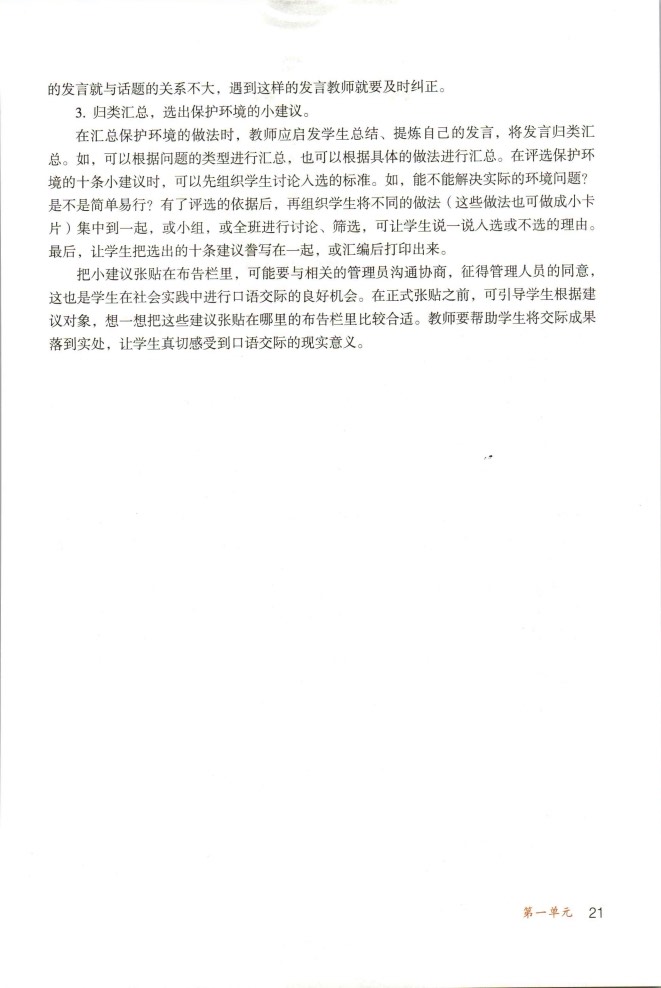 的发言就与话题的关系不大，遇到这样的发言教师就要及时纠正。
3. 归类汇总，选出保护环境的小建议。
在汇总保护环境的做法时，教师应启发学生总结、提炼自己的发言，将发言归类汇
总。如，可以根据问题的类型进行汇总，也可以根据具体的做法进行汇总。在评选保护环
境的十条小建议时，可以先组织学生讨论入选的标准。如，能不能解决实际的环境问题？
是不是简单易行？有了评选的依据后，再组织学生将不同的做法（这些做法也可做成小卡
片）集中到一起，或小组，或全班进行讨论、筛选，可让学生说一说入选或不选的理由。
最后，让学生把选出的十条建议誊写在一起，或汇编后打印出来。
把小建议张贴在布告栏里，可能要与相关的管理员沟通协商，征得管理人员的同意，
这也是学生在社会实践中进行口语交际的良好机会。在正式张贴之前，可引导学生根据建
议对象，想一想把这些建议张贴在哪里的布告栏里比较合适。教师要帮助学生将交际成果
落到实处，让学生真切感受到口语交际的现实意义。
第一单元 21